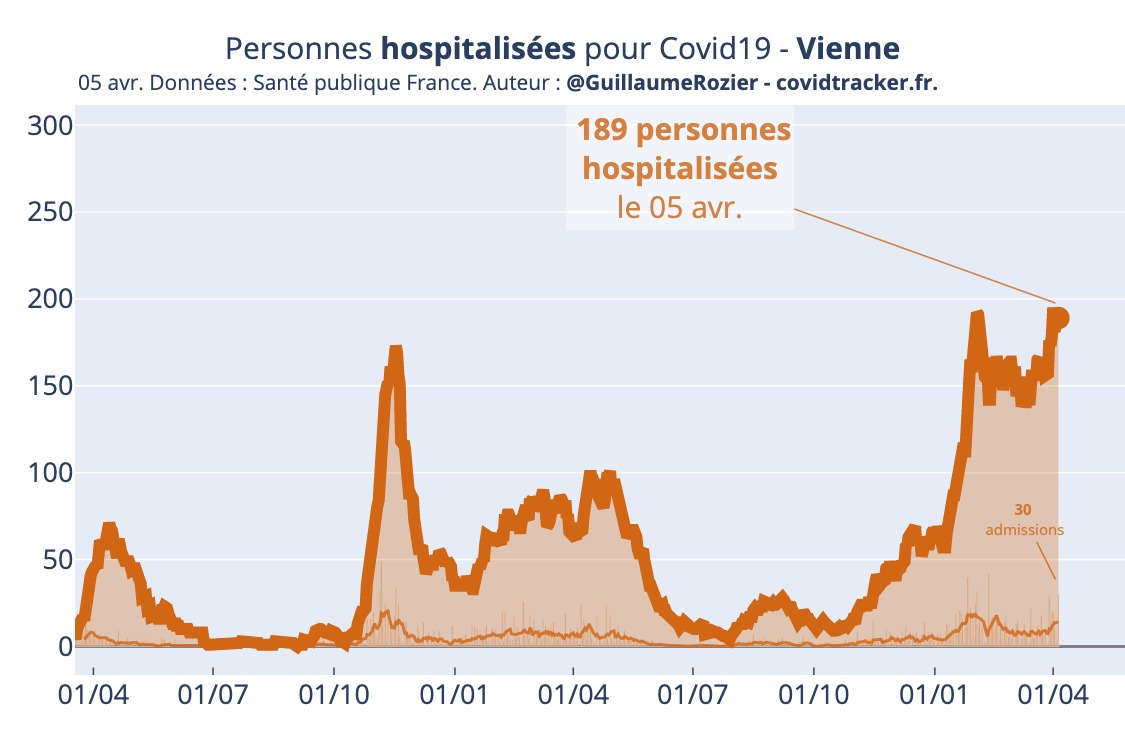 Personnes hospitalisées pour Covid19 - Vienne
05 avr. Données : Santé publique France. Auteur : @GuillaumeRozier - covidtracker.fr.
300
189 personnes
hospitalisées
le 05 avr.
250
200
150
100
30
admissions
50
0
01/04 01/07 01/10 01/01 01/04 01/07 01/10 01/01 01/04